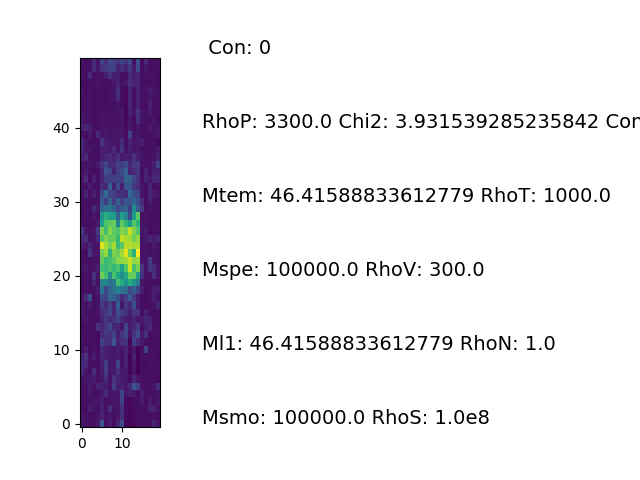 Con: 0
RhoP: 3300.0 Chi2: 3.931539285235842 Con
Mtem: 46.41588833612779 RhoT: 1000.0
Mspe: 100000.0 RhoV: 300.0
Ml1: 46.41588833612779 RhoN: 1.0
Msmo: 100000.0 RhoS: 1.0e8
40
30
20
10
0
0 10